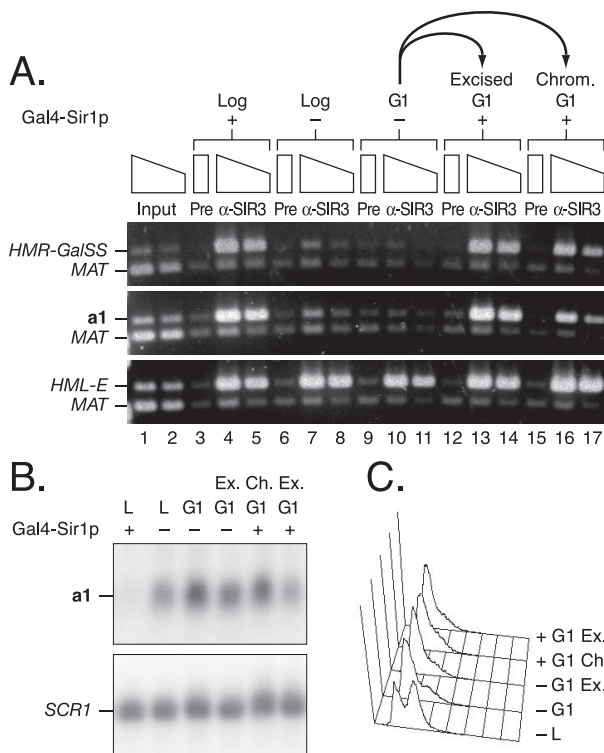 A.
Excised Chrom.
Log Log G1 G1 G1
Gal4-Sir1p + − − + +
Input Pre α-SIR3 Pre α-SIR3 Pre α-SIR3 Pre α-SIR3 Pre α-SIR3
HMR-GalSS
MAT
a1
MAT
HML-E
MAT
1 2 3 4 5 6 7 8 9 10 11 12 13 14 15 16 17
B.
Ex. Ch. Ex.
L L G1 G1 G1 G1
Gal4-Sir1p + − − − + +
a1
SCR1
C.
+ G1 Ex.
+ G1 Ch.
− G1 Ex.
− G1
− L